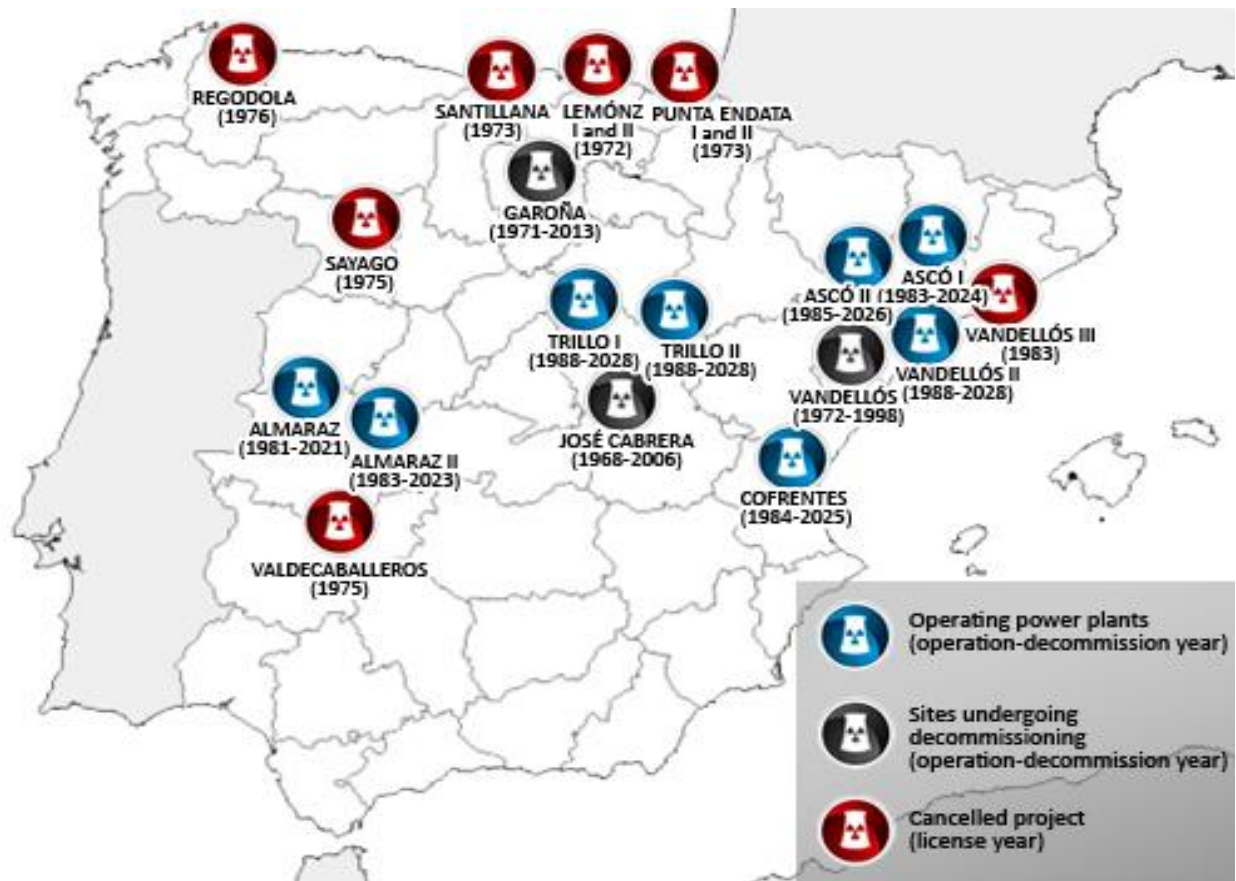 REGODOLA
(1976)
SANTILLANA
(1973)
LEMÓNZ
I and II
(1972)
PUNTA ENDATA
I and II
(1973)
GAROÑA
(1971-2013)
SAYAGO
(1975)
ASCÓ I
(1983-2024)
ASCÓ II
(1985-2026)
VANDELLÓS III
(1983)
TRILLO I
(1988-2028)
TRILLO II
(1988-2028)
VANDELLÓS II
(1988-2028)
VANDELLÓS
(1972-1998)
ALMARAZ
(1981-2021)
ALMARAZ II
(1983-2023)
JOSÉ CABRERA
(1968-2006)
COFRENTES
(1984-2025)
VALDECABALLEROS
(1975)
Operating power plants
(operation-decommission year)
Sites undergoing
decommissioning
(operation-decommission year)
Cancelled project
(license year)